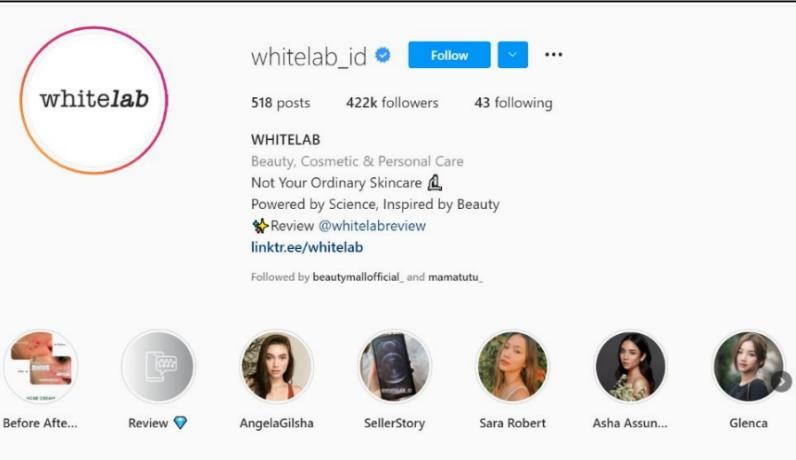 whitelab
whitelab_id Follow
518 posts 422k followers 43 following
WHITELAB
Beauty, Cosmetic & Personal Care
Not Your Ordinary Skincare
Powered by Science, Inspired by Beauty
✨Review @whitelabreview
linktr.ee/whitelab
Followed by beautymallofficial_ and mamatutu_
Before Afte... Review 💎 AngelaGilsha SellerStory Sara Robert Asha Assun... Glenca